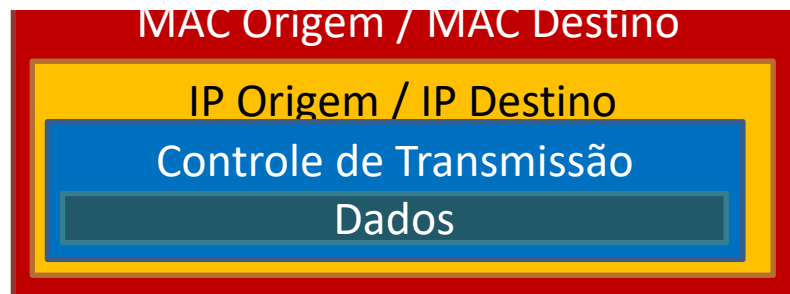 MAC Origem / MAC Destino
IP Origem / IP Destino
Controle de Transmissão
Dados